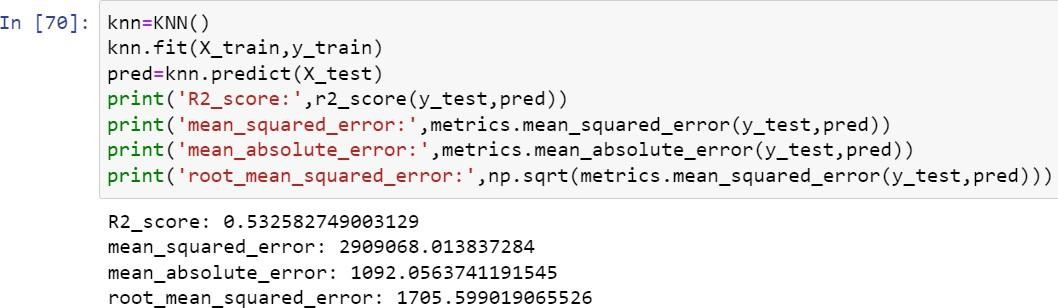 In [70]: knn=KNN()
knn.fit(X_train,y_train)
pred=knn.predict(X_test)
print('R2_score:',r2_score(y_test,pred))
print('mean_squared_error:',metrics.mean_squared_error(y_test,pred))
print('mean_absolute_error:',metrics.mean_absolute_error(y_test,pred))
print('root_mean_squared_error:',np.sqrt(metrics.mean_squared_error(y_test,pred)))
R2_score: 0.532582749003129
mean_squared_error: 2909068.013837284
mean_absolute_error: 1092.0563741191545
root_mean_squared_error: 1705.599019065526